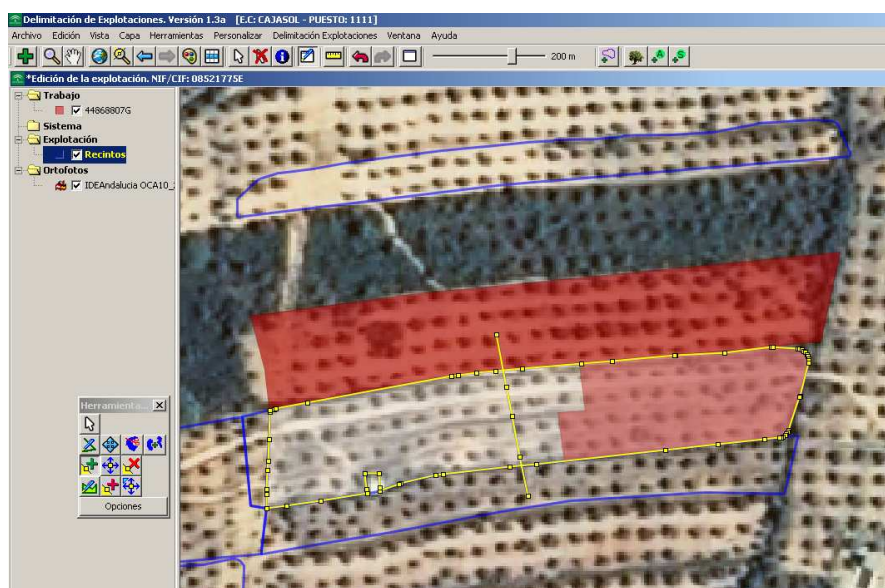 Delimitación de Explotaciones. Versión 1.3a [E.C: CAJASOL - PUESTO: 1111]
Archivo Edición Vista Capa Herramientas Personalizar Delimitación Explotaciones Ventana Ayuda
200 m
*Edición de la explotación. NIF/CIF: 08521775E
Trabajo
44868807G
Sistema
Explotación
Recintos
Ortofotos
IDEAndalucia OCA10_
Herramienta...
Opciones